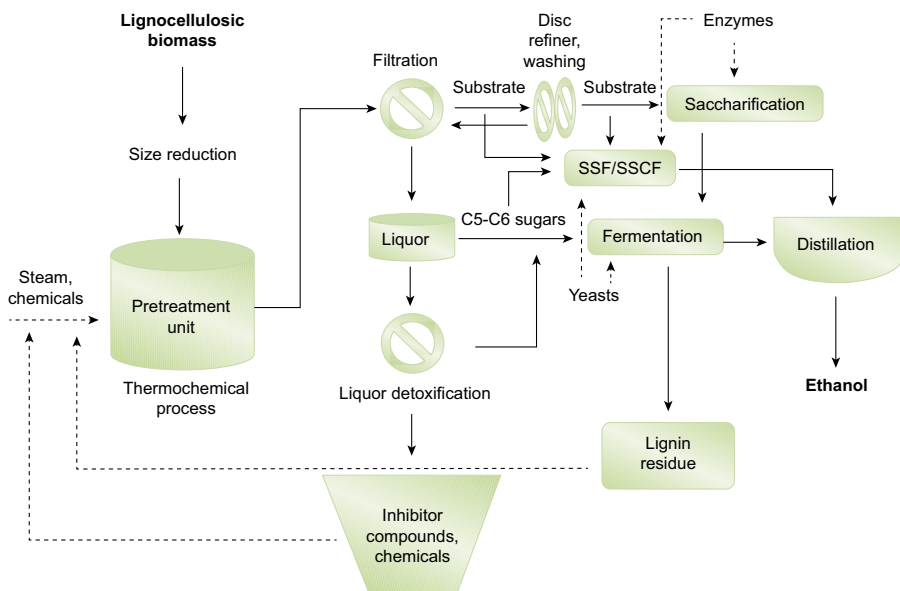 Lignocellulosic
biomass
Size reduction
Steam,
chemicals
Pretreatment
unit
Thermochemical
process
Filtration
Substrate
Disc
refiner,
washing
Substrate
Enzymes
Saccharification
SSF/SSCF
C5-C6 sugars
Liquor
Fermentation
Distillation
Yeasts
Liquor detoxification
Ethanol
Lignin
residue
Inhibitor
compounds,
chemicals